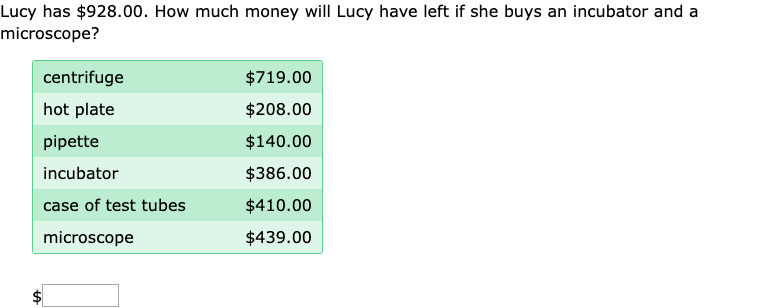 Lucy has $928.00. How much money will Lucy have left if she buys an incubator and a
microscope?
centrifuge $719.00
hot plate $208.00
pipette $140.00
incubator $386.00
case of test tubes $410.00
microscope $439.00
$